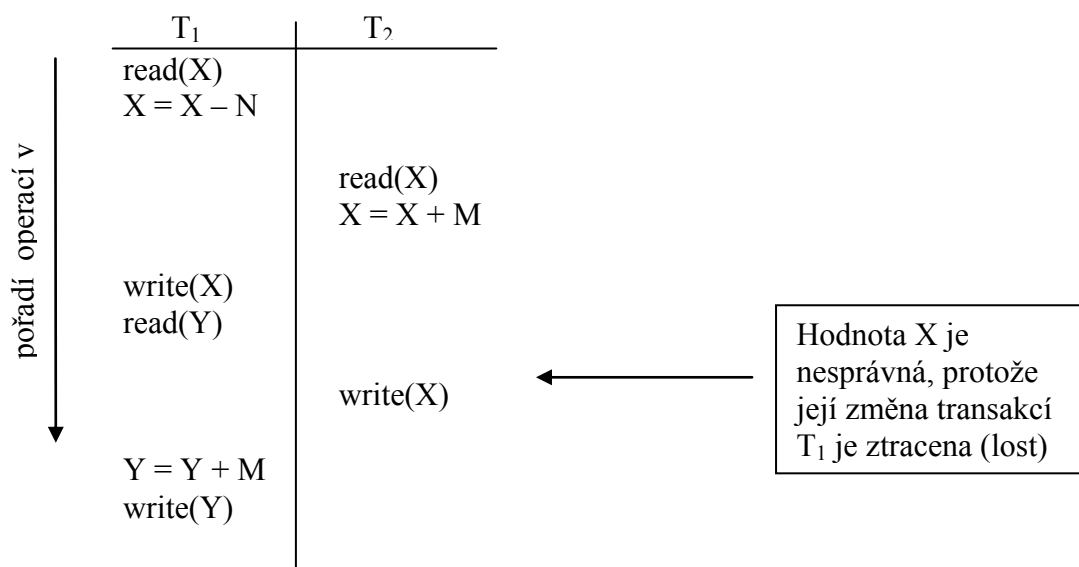 T₁ T₂
read(X)
X = X – N
read(X)
X = X + M
write(X)
read(Y)
write(X)
Y = Y + M
write(Y)
pořadí operací v
Hodnota X je
nesprávná, protože
její změna transakcí
T₁ je ztracena (lost)